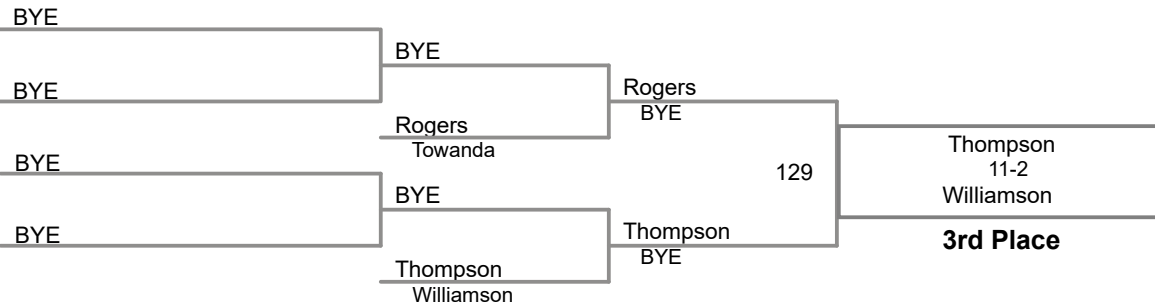 BYE
BYE
BYE
Rogers
Towanda
Rogers
BYE
BYE
BYE
BYE
Thompson
Williamson
Thompson
BYE
129
Thompson
11-2
Williamson
3rd Place